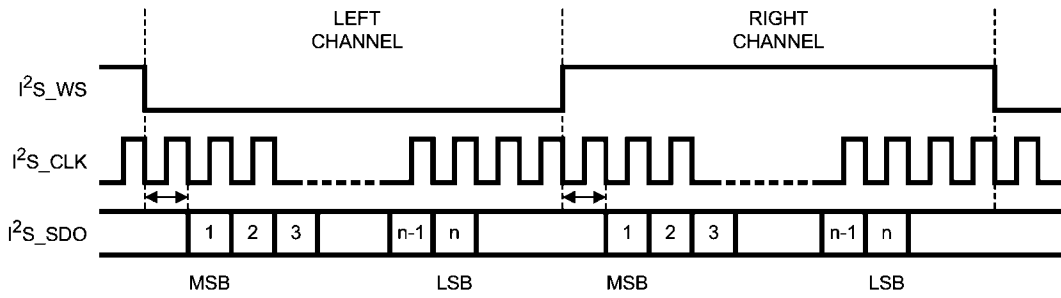 LEFT
CHANNEL
RIGHT
CHANNEL
I²S_WS
I²S_CLK
I²S_SDO
1 2 3 n-1 n 1 2 3 n-1 n
MSB LSB MSB LSB